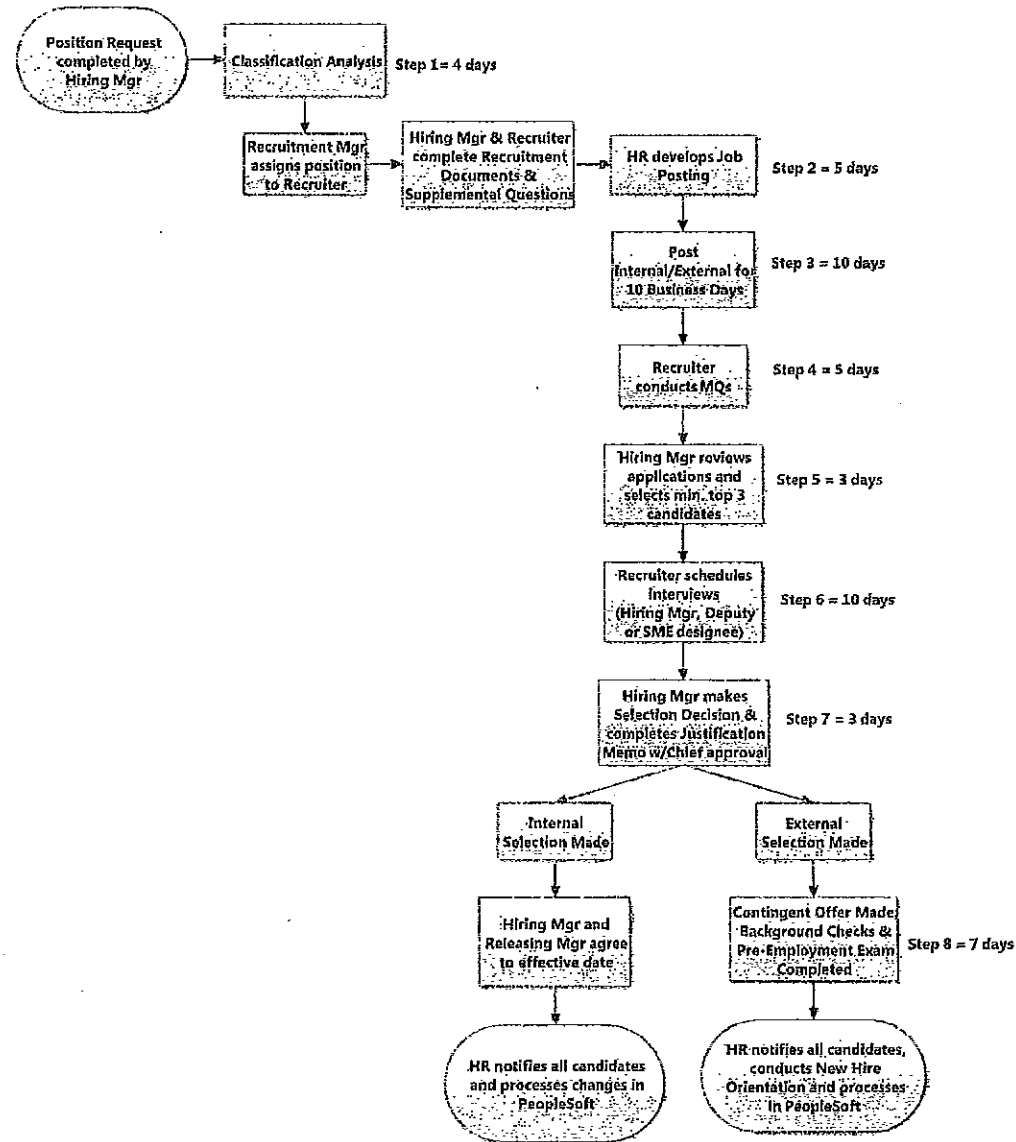 Position Request
completed by
Hiring Mgr
Classification Analysis
Step 1= 4 days
Recruitment Mgr
assigns position
to Recruiter
Hiring Mgr & Recruiter
complete Recruitment
Documents &
Supplemental Questions
HR develops Job
Posting
Step 2 = 5 days
Post
Internal/External for
10 Business Days
Step 3 = 10 days
Recruiter
conducts MQs
Step 4 = 5 days
Hiring Mgr reviews
applications and
selects min. top 3
candidates
Step 5 = 3 days
Recruiter schedules
Interviews
(Hiring Mgr, Deputy
or SME designee)
Step 6 = 10 days
Hiring Mgr makes
Selection Decision &
completes Justification
Memo w/Chief approval
Step 7 = 3 days
Internal
Selection Made
External
Selection Made
Hiring Mgr and
Releasing Mgr agree
to effective date
Contingent Offer Made
Background Checks &
Pre-Employment Exam
Completed
Step 8 = 7 days
HR notifies all candidates
and processes changes in
PeopleSoft
HR notifies all candidates,
conducts New Hire
Orientation and processes
in PeopleSoft